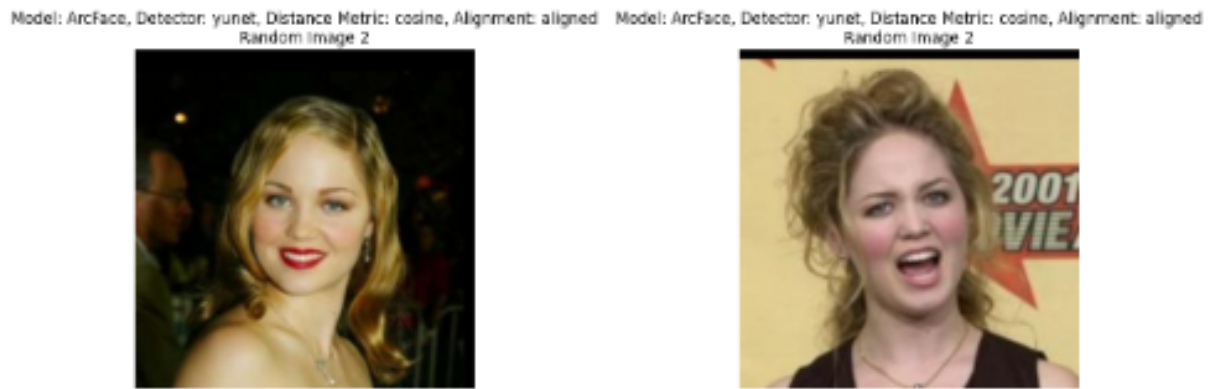 Model: ArcFace, Detector: yunet, Distance Metric: cosine, Alignment: aligned
Random Image 2
Model: ArcFace, Detector: yunet, Distance Metric: cosine, Alignment: aligned
Random Image 2
2001
OVIE